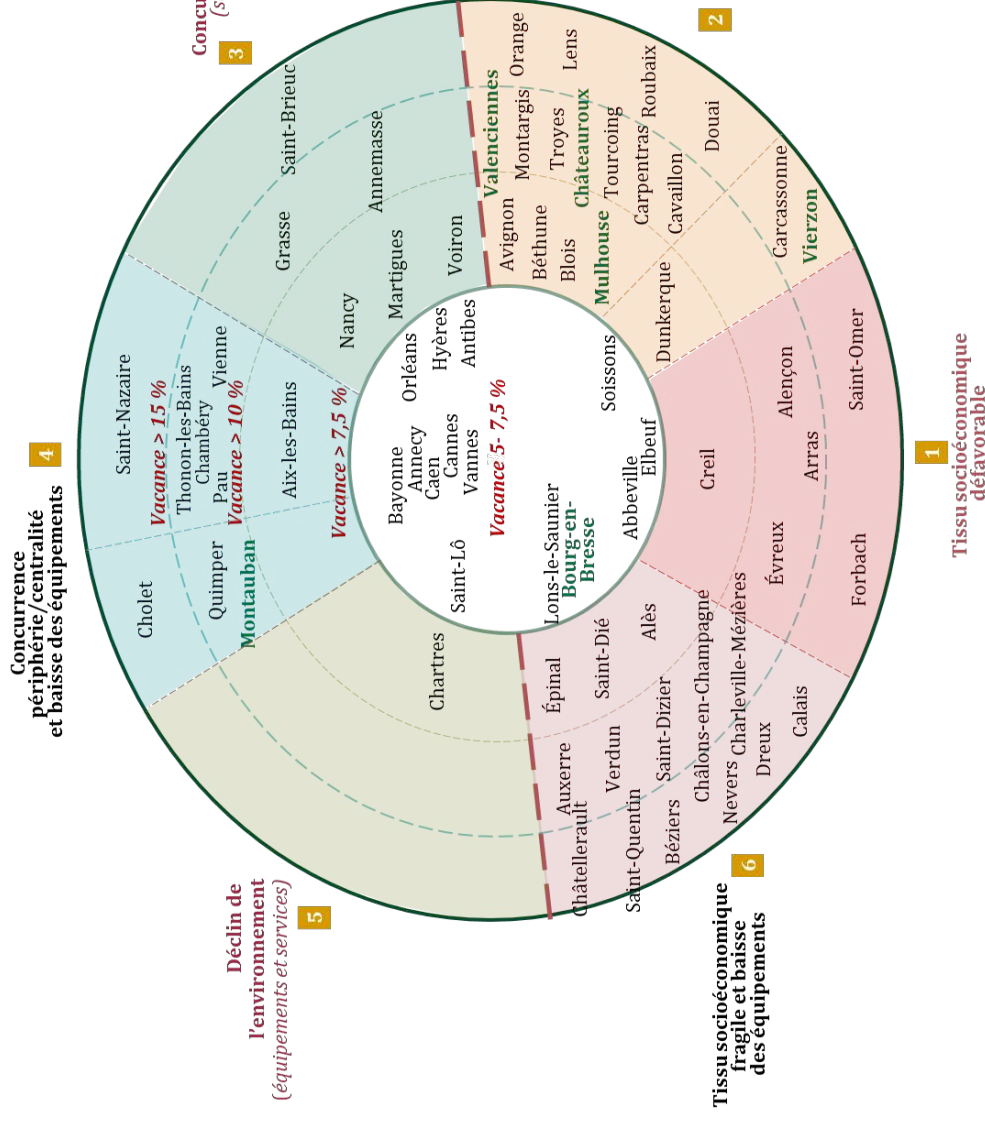 4
Concurrence
périphérie/centralité
et baisse des équipements
Concu
(s
3
Déclin de
l'environnement
(équipements et services)
5
Saint-Nazaire
Cholet
Vacance > 15 %
Thonon-les-Bains
Chambéry
Vienne
Pau
Quimper
Vacance > 10 %
Montauban
Aix-les-Bains
Vacance > 7,5 %
Saint-Brieuc
Grasse
Annemasse
Nancy
Martigues
Voiron
Chartres
Bayonne
Orléans
Annecy
Caen
Hyères
Cannes
Antibes
Vannes
Saint-Lô
Vacance 5- 7,5 %
Lons-le-Saunier
Bourg-en-
Bresse
Soissons
Abbeville
Elbeuf
Valenciennes
Orange
Avignon
Montargis
Béthune
Troyes
Lens
Blois
Châteauroux
Mulhouse
Tourcoing
Carpentras
Roubaix
Cavaillon
Douai
Dunkerque
Carcassonne
Vierzon
2
Épinal
Auxerre
Châtellerault
Saint-Dié
Verdun
Saint-Quentin
Alès
Saint-Dizier
Béziers
Châlons-en-Champagne
Charleville-Mézières
Nevers
Dreux
Calais
Creil
Évreux
Alençon
Arras
Forbach
Saint-Omer
6
Tissu socioéconomique
fragile et baisse
des équipements
1
Tissu socioéconomique
défavorable